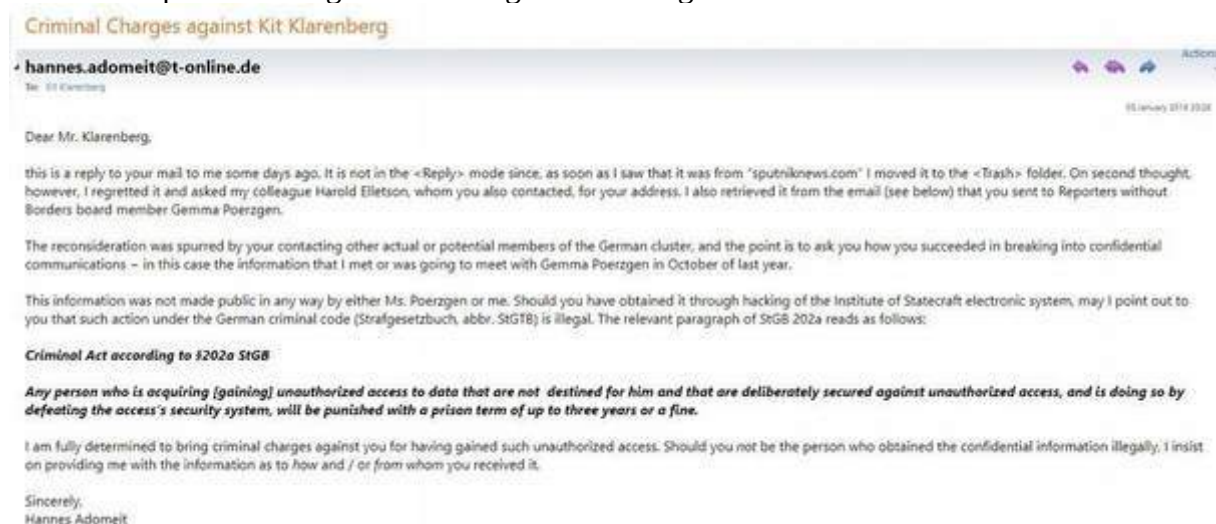 Criminal Charges against Kit Klarenberg
hannes.adomeit@t-online.de
Actions
To: Kit Klarenberg
January 20:28
Dear Mr. Klarenberg,
this is a reply to your mail to me some days ago. It is not in the <Reply> mode since, as soon as I saw that it was from "sputniknews.com" I moved it to the <Trash> folder. On second thought,
however, I regretted it and asked my colleague Harold Elletson, whom you also contacted, for your address. I also retrieved it from the email (see below) that you sent to Reporters without
Borders board member Gemma Poerzgen.
The reconsideration was spurred by your contacting other actual or potential members of the German cluster, and the point is to ask you how you succeeded in breaking into confidential
communications – in this case the information that I met or was going to meet with Gemma Poerzgen in October of last year.
This information was not made public in any way by either Ms. Poerzgen or me. Should you have obtained it through hacking of the Institute of Statecraft electronic system, may I point out to
you that such action under the German criminal code (Strafgesetzbuch, abbr. StGTB) is illegal. The relevant paragraph of StGB 202a reads as follows:
Criminal Act according to §202a StGB
Any person who is acquiring [gaining] unauthorized access to data that are not destined for him and that are deliberately secured against unauthorized access, and is doing so by
defeating the access's security system, will be punished with a prison term of up to three years or a fine.
I am fully determined to bring criminal charges against you for having gained such unauthorized access. Should you not be the person who obtained the confidential information illegally, I insist
on providing me with the information as to how and / or from whom you received it.
Sincerely,
Hannes Adomeit